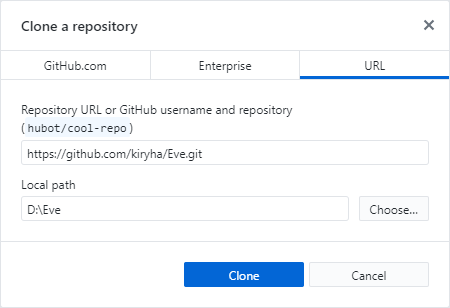 Clone a repository
GitHub.com
Enterprise
URL
Repository URL or GitHub username and repository
(hubot/cool-repo)
https://github.com/kiryha/Eve.git
Local path
D:\Eve
Choose...
Clone
Cancel